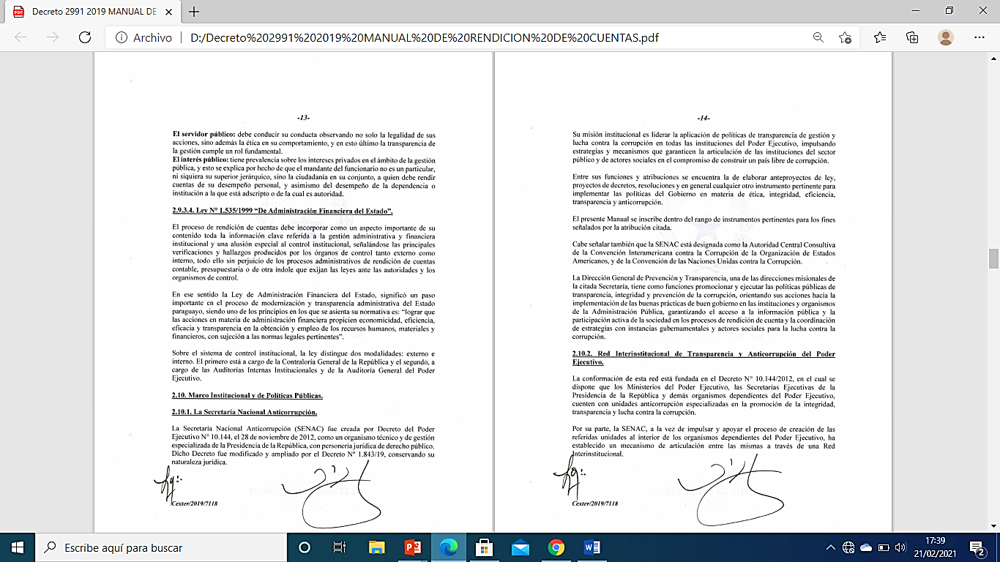 Decreto 2991 2019 MANUAL DE
Archivo
D:/Decreto%202991%202019%20MANUAL%20DE%20RENDICION%20DE%20CUENTAS.pdf
-13-
El servidor público: debe conducir su conducta observando no solo la legalidad de sus
acciones, sino además la ética en su comportamiento, y en esto último la transparencia de
la gestión cumple un rol fundamental.
El interés público: tiene prevalencia sobre los intereses privados en el ámbito de la gestión
pública, y esto se explica por hecho de que el mandante del funcionario no es un particular,
ni siquiera su superior jerárquico, sino la ciudadanía en su conjunto, a quien debe rendir
cuentas de su desempeño personal, y asimismo del desempeño de la dependencia o
institución a la que está adscripto o de la cual es autoridad.
2.9.3.4. Ley N° 1.535/1999 “De Administración Financiera del Estado”.
El proceso de rendición de cuentas debe incorporar como un aspecto importante de su
contenido toda la información clave referida a la gestión administrativa y financiera
institucional y una alusión especial al control institucional, señalándose las principales
verificaciones y hallazgos producidos por los órganos de control tanto externo como
interno, todo ello sin perjuicio de los procesos administrativos de rendición de cuentas
contable, presupuestaria o de otra índole que exijan las leyes ante las autoridades y los
organismos de control.
En ese sentido la Ley de Administración Financiera del Estado, significó un paso
importante en el proceso de modernización y transparencia administrativa del Estado
paraguayo, siendo uno de los principios en los que se asienta su normativa es: “lograr que
las acciones en materia de administración financiera propicien economicidad, eficiencia,
eficacia y transparencia en la obtención y empleo de los recursos humanos, materiales y
financieros, con sujeción a las normas legales pertinentes”.
Sobre el sistema de control institucional, la ley distingue dos modalidades: externo e
interno. El primero está a cargo de la Contraloría General de la República y el segundo, a
cargo de las Auditorías Internas Institucionales y de la Auditoría General del Poder
Ejecutivo.
2.10. Marco Institucional y de Políticas Públicas.
2.10.1. La Secretaría Nacional Anticorrupción.
La Secretaría Nacional Anticorrupción (SENAC) fue creada por Decreto del Poder
Ejecutivo N° 10.144, el 28 de noviembre de 2012, como un organismo técnico y de gestión
especializada de la Presidencia de la República, con personería jurídica de derecho público.
Dicho Decreto fue modificado y ampliado por el Decreto N° 1.843/19, conservando su
naturaleza jurídica.
Cexter/2019/7118
-14-
Su misión institucional es liderar la aplicación de políticas de transparencia de gestión y
lucha contra la corrupción en todas las instituciones del Poder Ejecutivo, impulsando
estrategias y mecanismos que garanticen la articulación de las instituciones del sector
público y de actores sociales en el compromiso de construir un país libre de corrupción.
Entre sus funciones y atribuciones se encuentra la de elaborar anteproyectos de ley,
proyectos de decretos, resoluciones y en general cualquier otro instrumento pertinente para
implementar las políticas del Gobierno en materia de ética, integridad, eficiencia,
transparencia y anticorrupción.
El presente Manual se inscribe dentro del rango de instrumentos pertinentes para los fines
señalados por la atribución citada.
Cabe señalar también que la SENAC está designada como la Autoridad Central Consultiva
de la Convención Interamericana contra la Corrupción de la Organización de Estados
Americanos, y de la Convención de las Naciones Unidas contra la Corrupción.
La Dirección General de Prevención y Transparencia, una de las direcciones misionales de
la citada Secretaría, tiene como funciones promocionar y ejecutar las políticas públicas de
transparencia, integridad y prevención de la corrupción, orientando sus acciones hacia la
implementación de las buenas prácticas de buen gobierno en las instituciones y organismos
de la Administración Pública, garantizando el acceso a la información pública y la
participación activa de la sociedad en los procesos de rendición de cuenta y la coordinación
de estrategias con instancias gubernamentales y actores sociales para la lucha contra la
corrupción.
2.10.2. Red Interinstitucional de Transparencia y Anticorrupción del Poder
Ejecutivo.
La conformación de esta red está fundada en el Decreto N° 10.144/2012, en el cual se
dispone que los Ministerios del Poder Ejecutivo, las Secretarías Ejecutivas de la
Presidencia de la República y demás organismos dependientes del Poder Ejecutivo,
cuenten con unidades anticorrupción especializadas en la promoción de la integridad,
transparencia y lucha contra la corrupción.
Por su parte, la SENAC, a la vez de impulsar y apoyar el proceso de creación de las
referidas unidades al interior de los organismos dependientes del Poder Ejecutivo, ha
establecido un mecanismo de articulación entre las mismas a través de una Red
Interinstitucional.
Cexter/2019/7118
Escribe aquí para buscar
17:39
21/02/2021
2